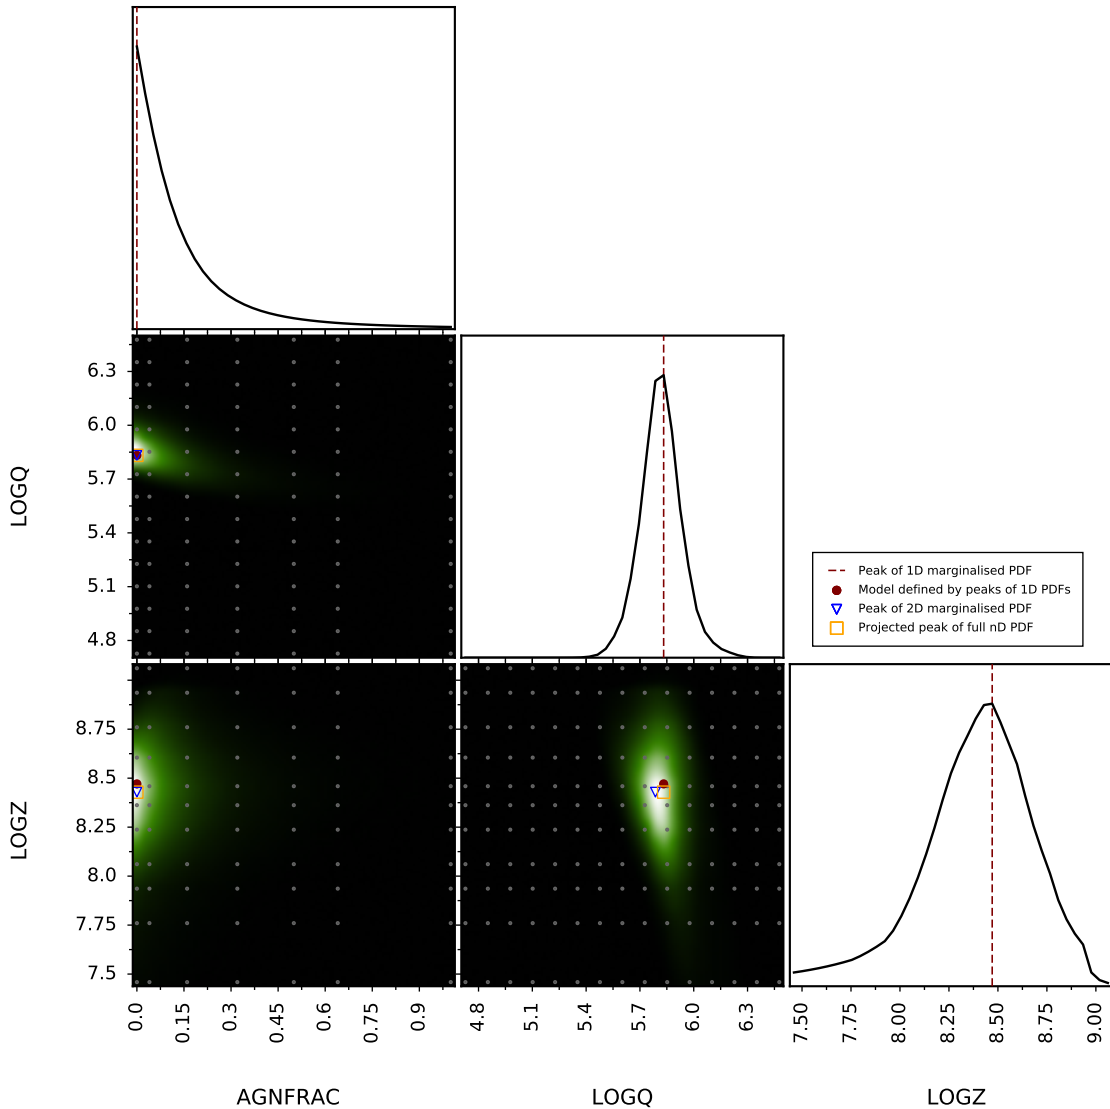 6.3
6.0
5.7
5.4
5.1
4.8
LOGQ
Peak of 1D marginalised PDF
Model defined by peaks of 1D PDFs
Peak of 2D marginalised PDF
Projected peak of full nD PDF
8.75
8.5
8.25
8.0
7.75
7.5
LOGZ
0.0 0.15 0.3 0.45 0.6 0.75 0.9
4.8 5.1 5.4 5.7 6.0 6.3
7.50 7.75 8.00 8.25 8.50 8.75 9.00
AGNFRAC LOGQ LOGZ